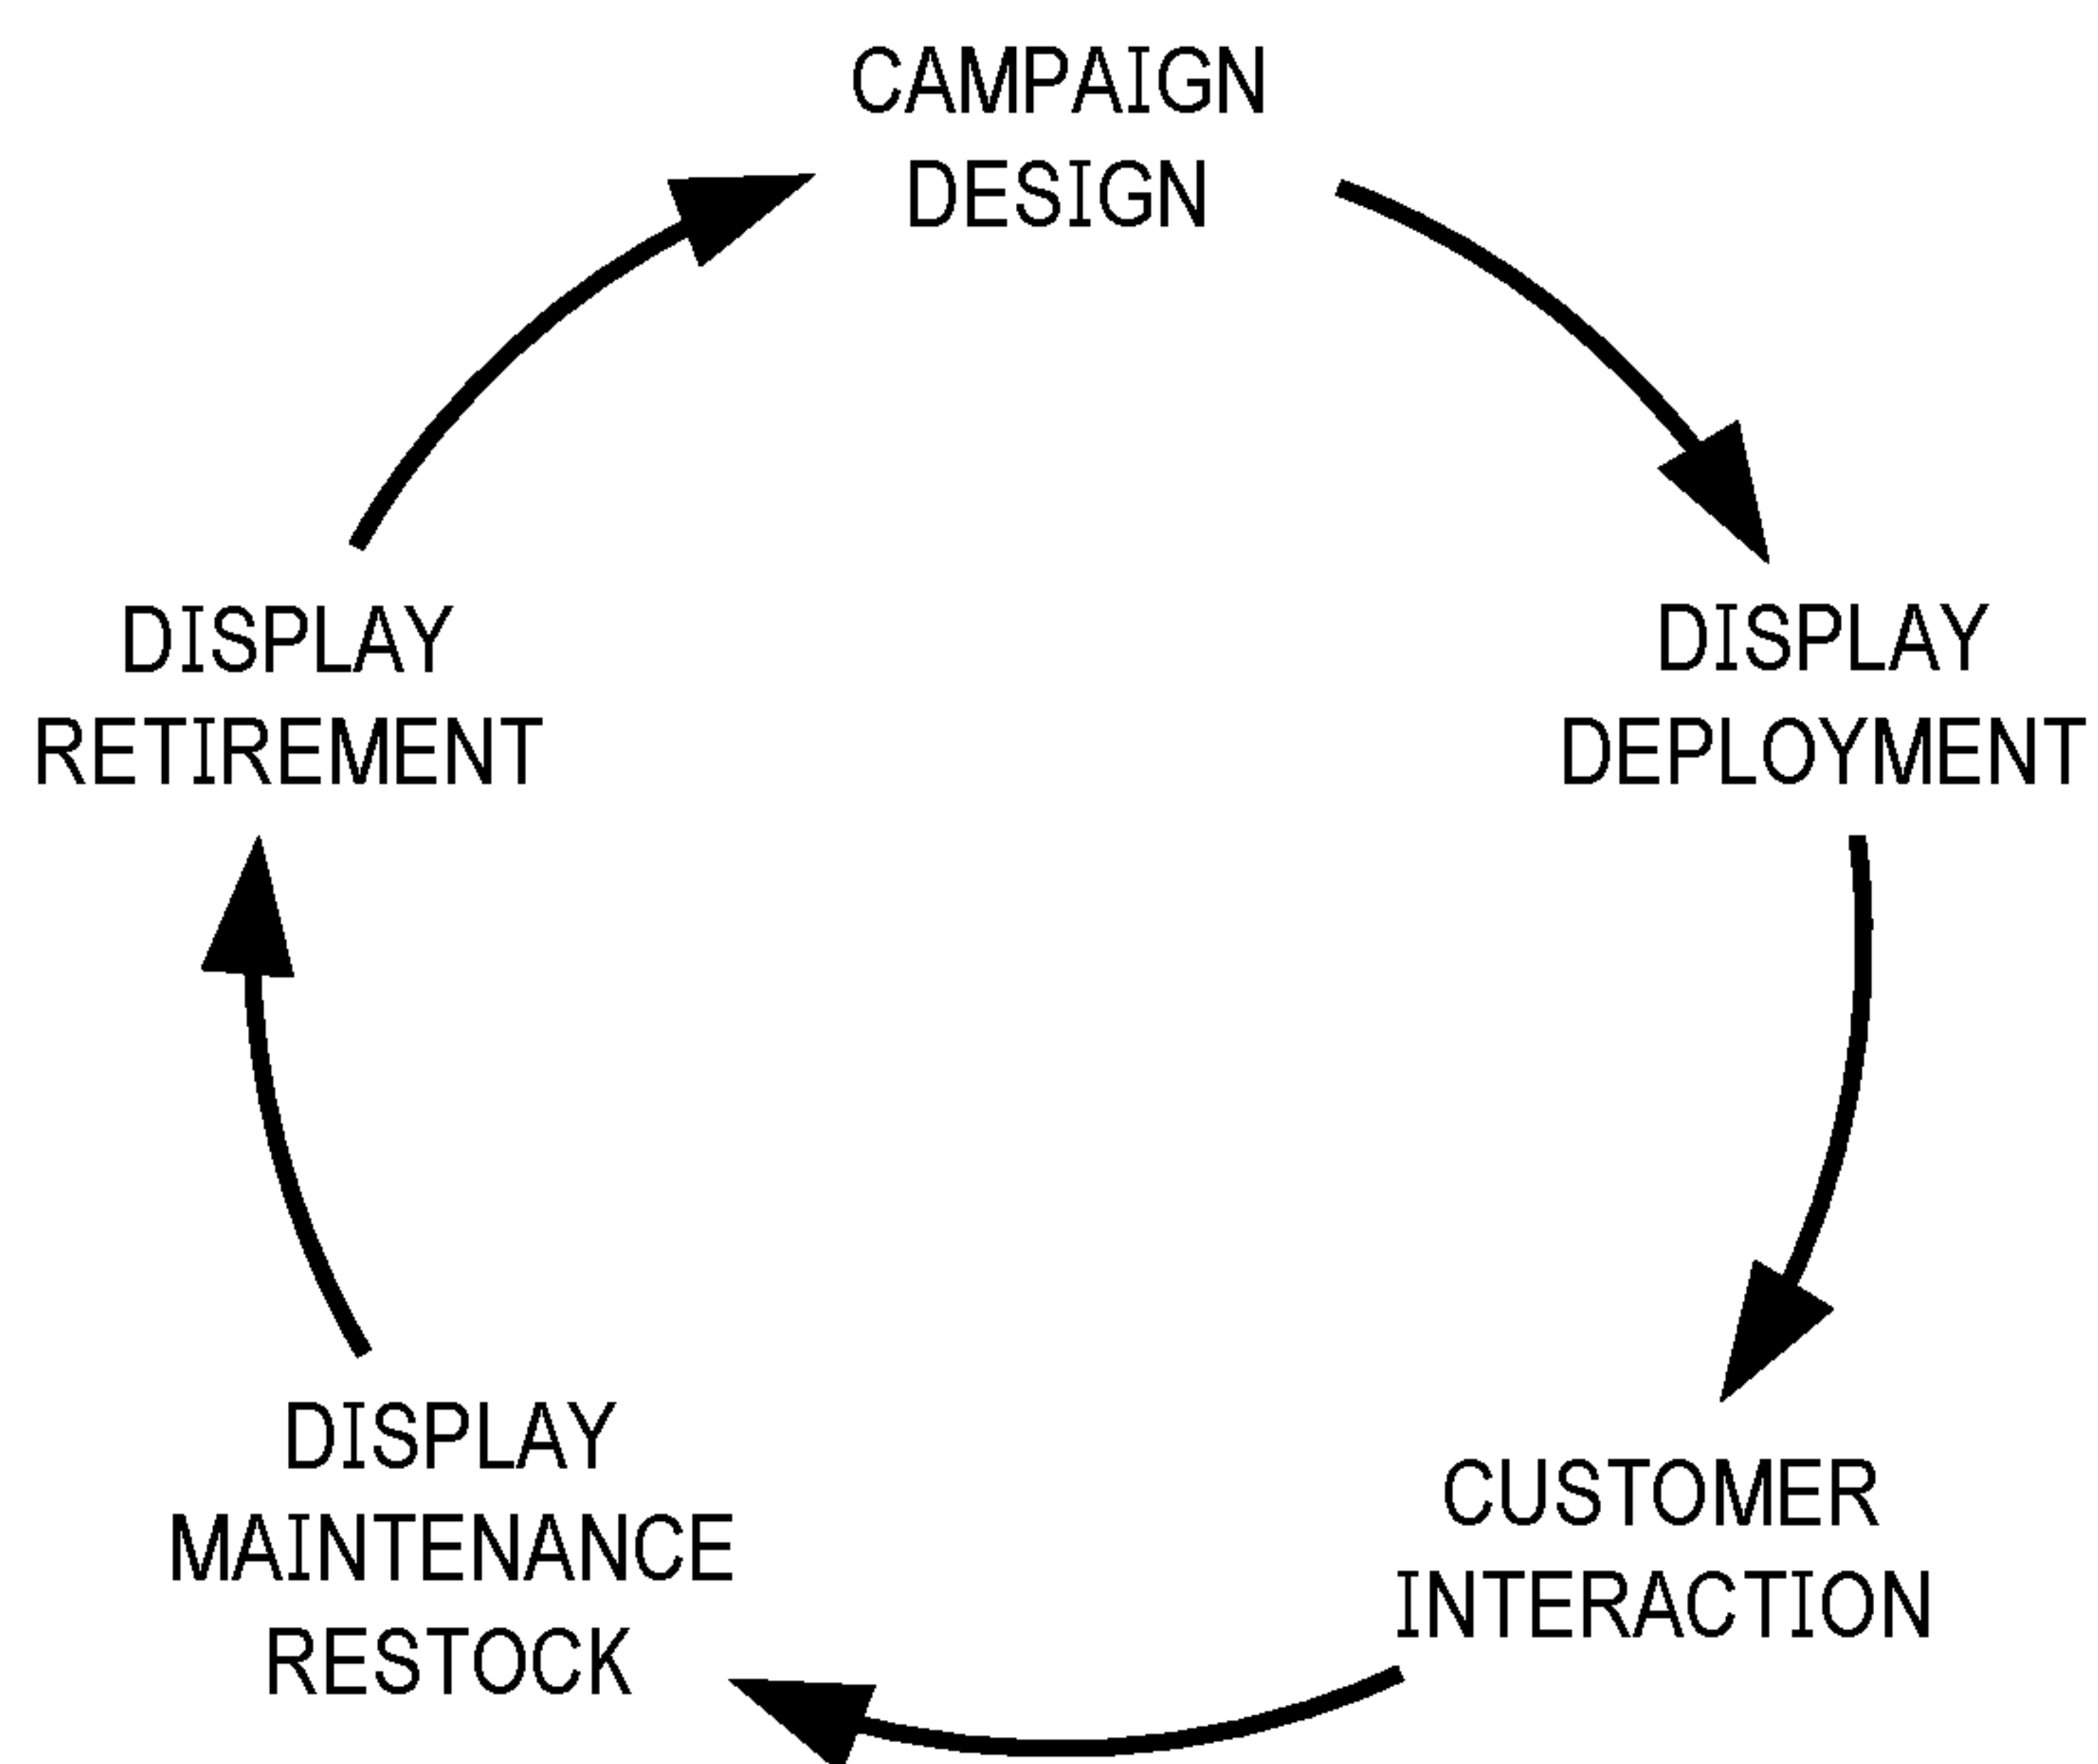 CAMPAIGN
DESIGN
DISPLAY
DEPLOYMENT
CUSTOMER
INTERACTION
DISPLAY
MAINTENANCE
RESTOCK
DISPLAY
RETIREMENT